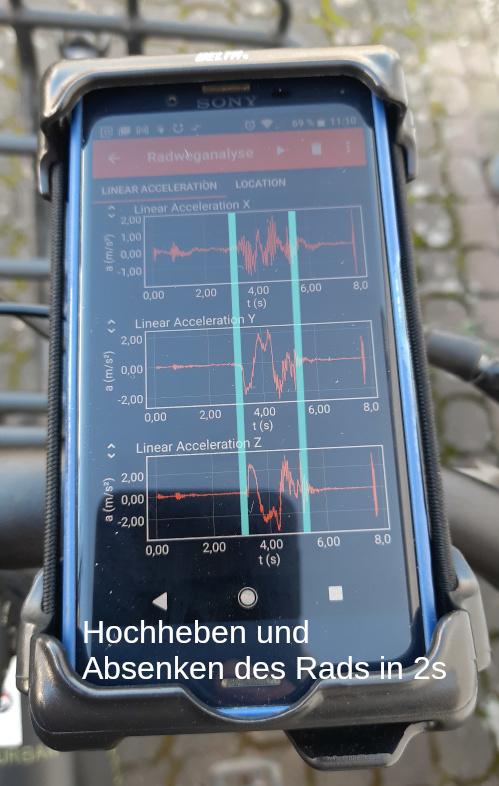 SONY
69 % 11:10
Radweganalyse
LINEAR ACCELERATION LOCATION
Linear Acceleration X
a (m/s²)
2,00
1,00
0,00
-1,00
0,00 2,00 4,00 6,00
t (s)
Linear Acceleration Y
a (m/s²)
2,00
0,00
-2,00
0,00 2,00 4,00 6,00 8,0
t (s)
Linear Acceleration Z
a (m/s²)
2,00
0,00
-2,00
0,00 2,00 4,00 6,00 8,0
t (s)
Hochheben und
Absenken des Rads in 2s